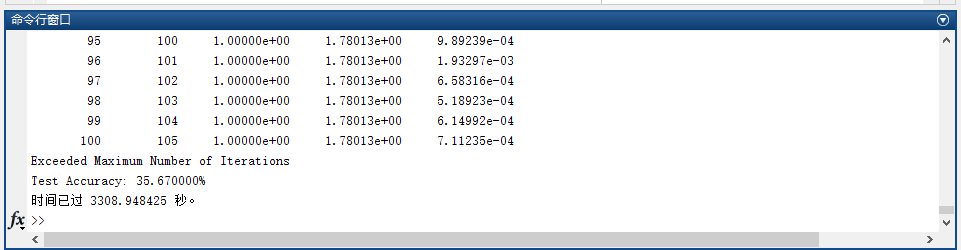 命令行窗口
95 100 1.00000e+00 1.78013e+00 9.89239e-04
96 101 1.00000e+00 1.78013e+00 1.93297e-03
97 102 1.00000e+00 1.78013e+00 6.58316e-04
98 103 1.00000e+00 1.78013e+00 5.18923e-04
99 104 1.00000e+00 1.78013e+00 6.14992e-04
100 105 1.00000e+00 1.78013e+00 7.11235e-04
Exceeded Maximum Number of Iterations
Test Accuracy: 35.670000%
时间已过 3308.948425 秒。
fx >>